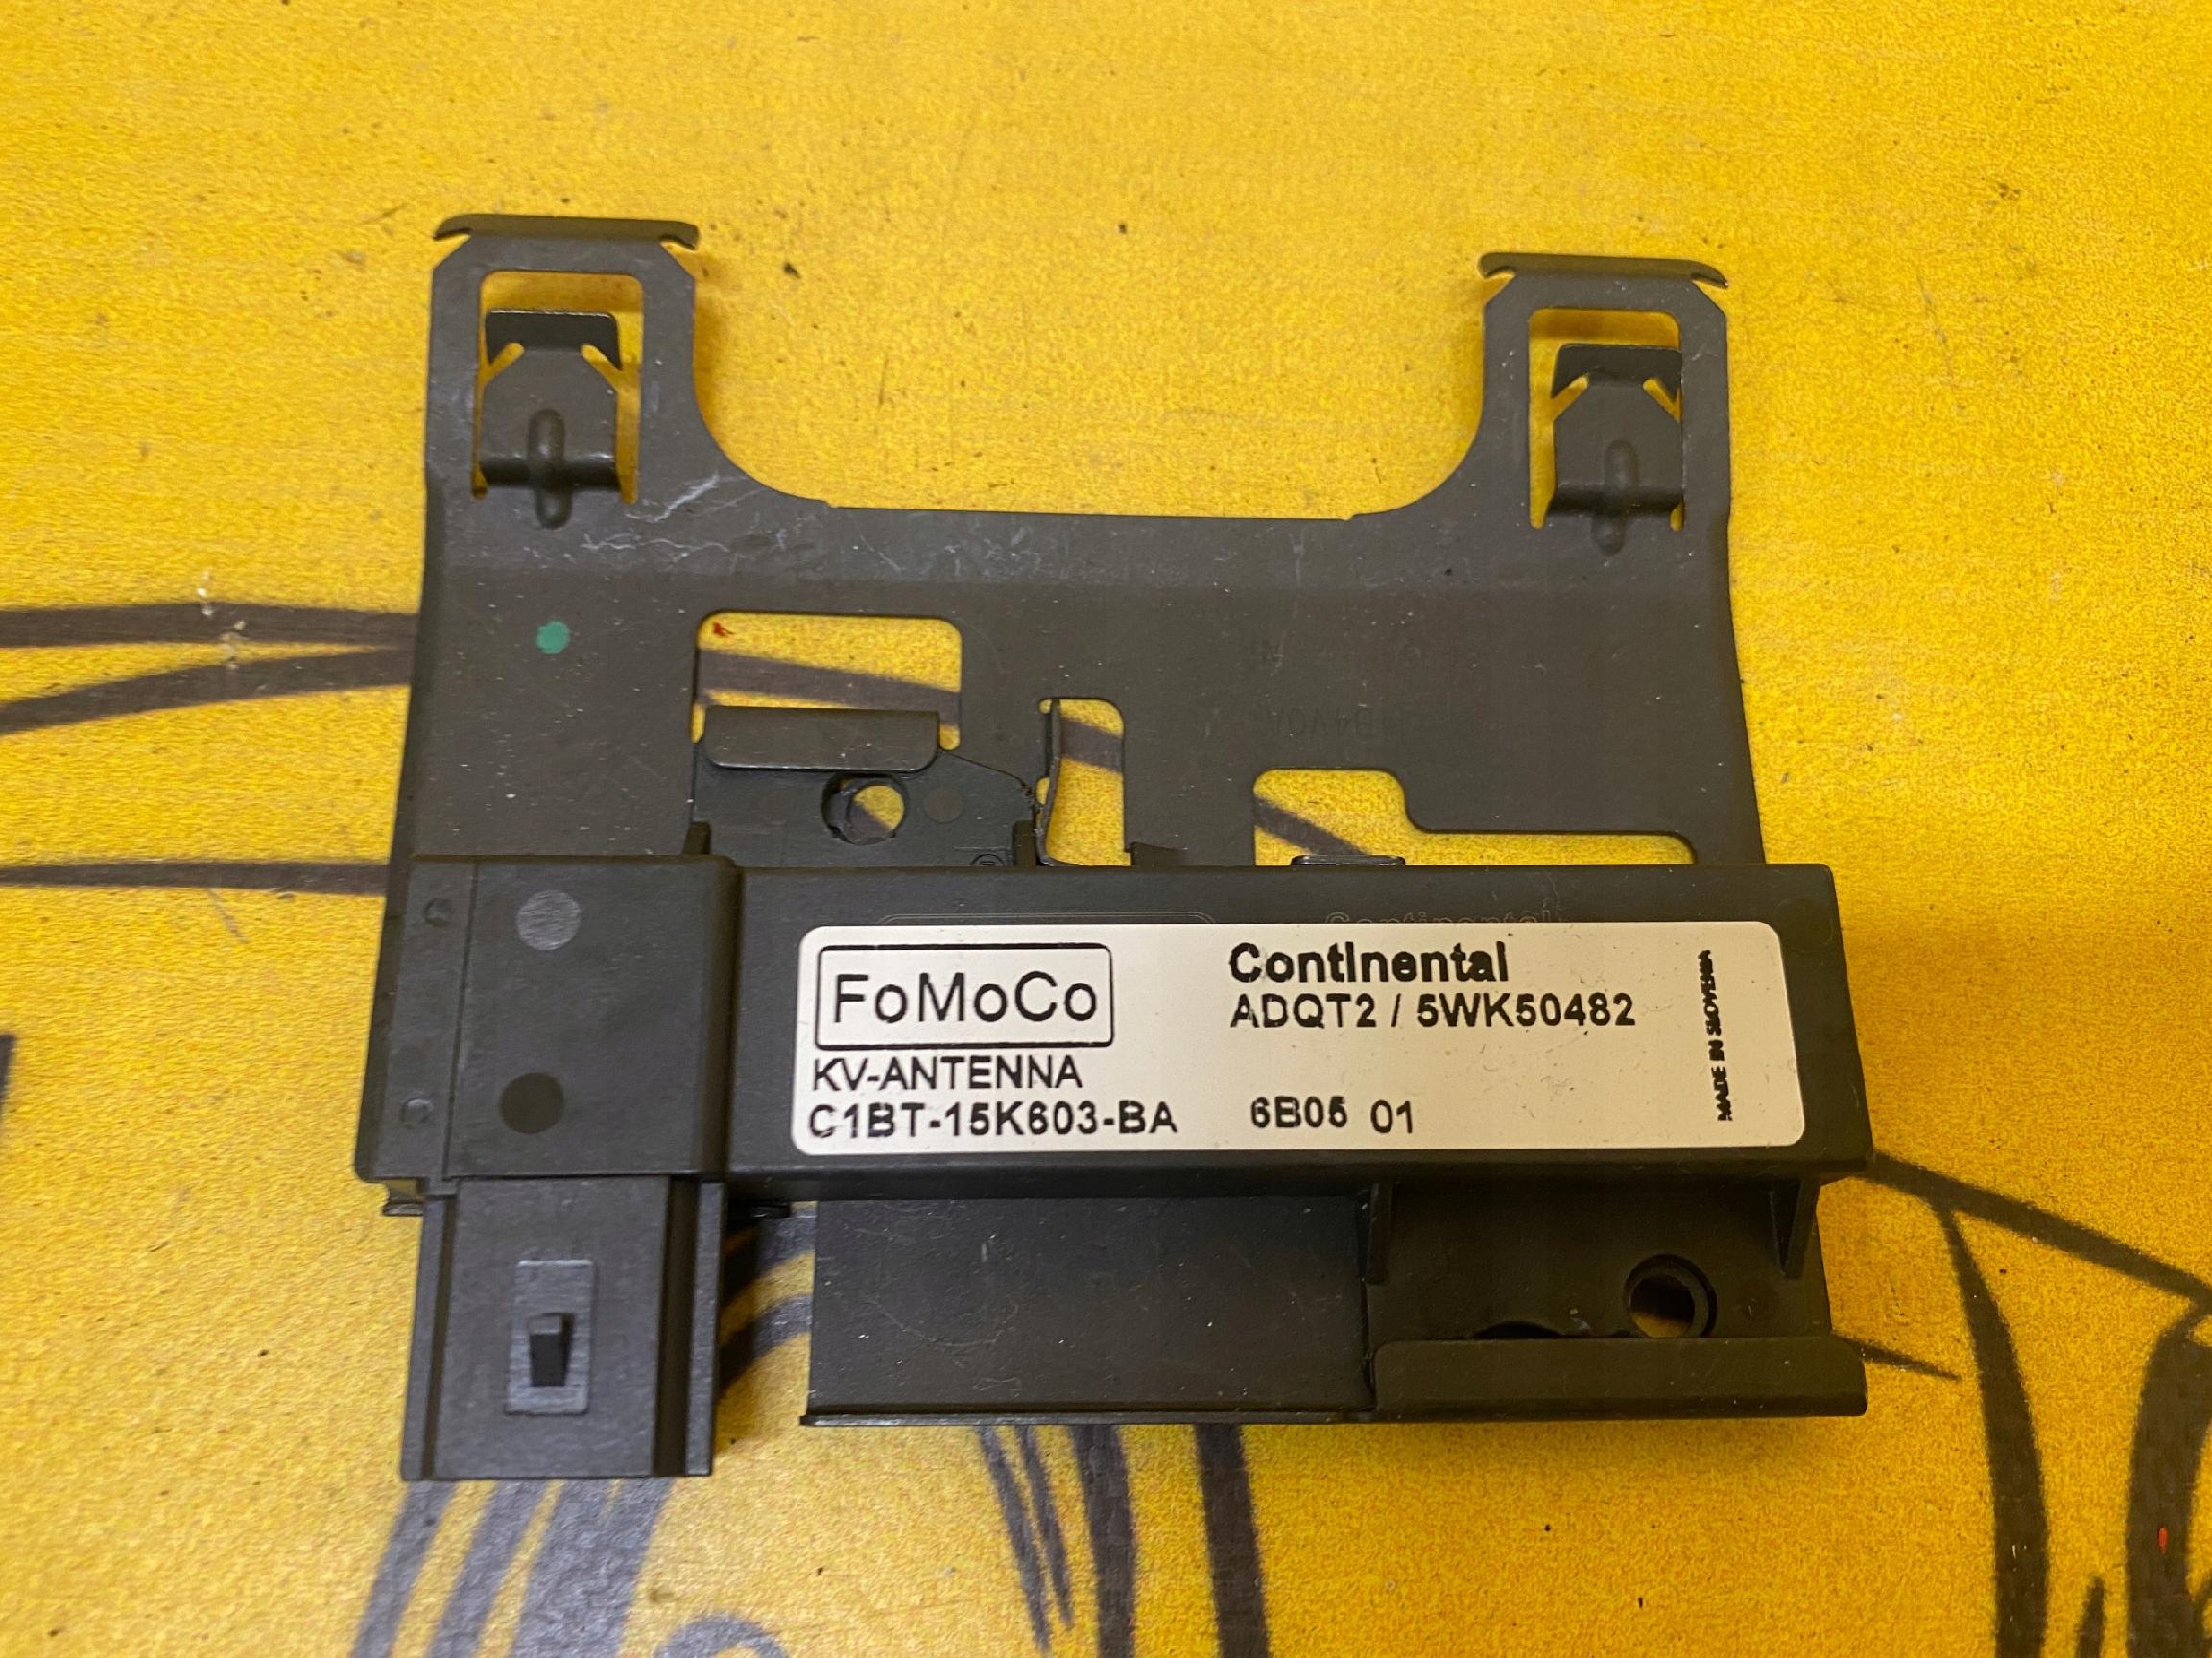 FoMoCo
KV-ANTENNA
C1BT-15K603-BA
Continental
ADQT2 / 5WK50482
6B05 01
MADE IN SLOVENIA